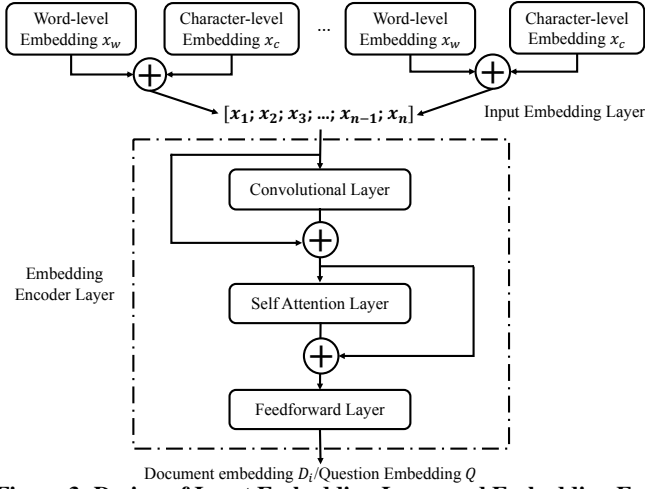 Word-level
Embedding x_w
Character-level
Embedding x_c
...
Word-level
Embedding x_w
Character-level
Embedding x_c
[x_1; x_2; x_3; ...; x_{n-1}; x_n]
Input Embedding Layer
Convolutional Layer
Embedding
Encoder Layer
Self Attention Layer
Feedforward Layer
Document embedding D_i/Question Embedding Q